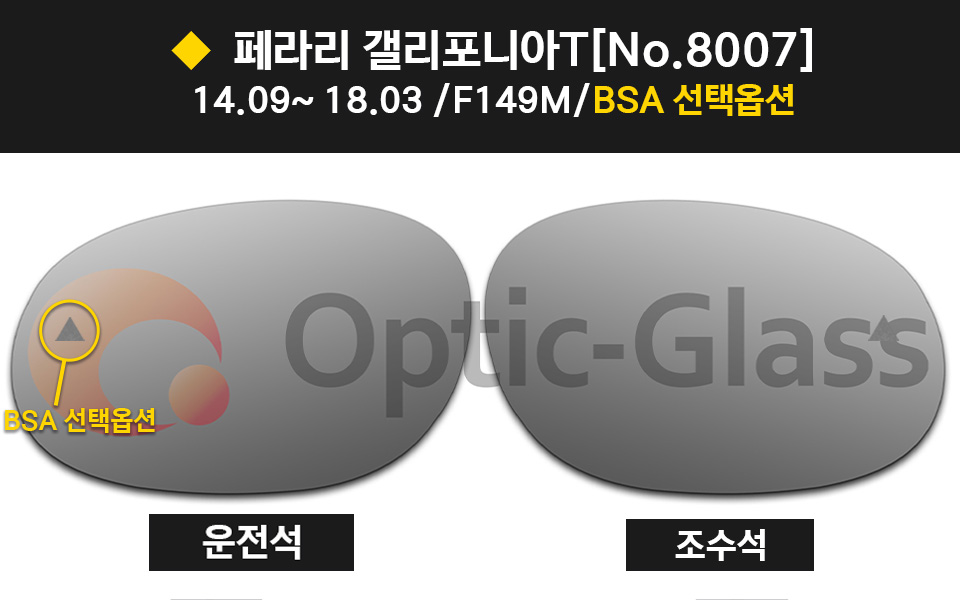 ◆ 페라리 갤리포니아T[No.8007]
14.09~ 18.03 /F149M/BSA 선택옵션
Optic-Glass
BSA 선택옵션
운전석
조수석